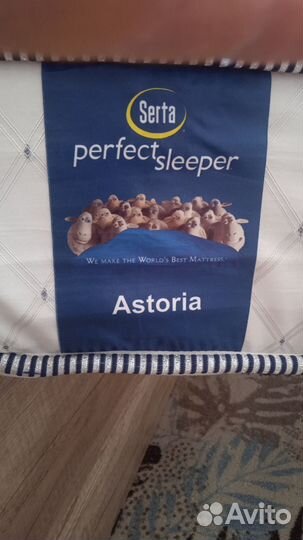 Serta
perfect sleeper
WE MAKE THE WORLD'S BEST MATTRESS.
Astoria
Avito